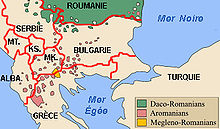 ROUMANIE
Mer Noire
SERBIE
MT.
KS.
BULGARIE
MK.
ALBA.
TURQUIE
GRÈCE
Mer
Égée
Daco-Romanians
Aromanians
Megleno-Romanians